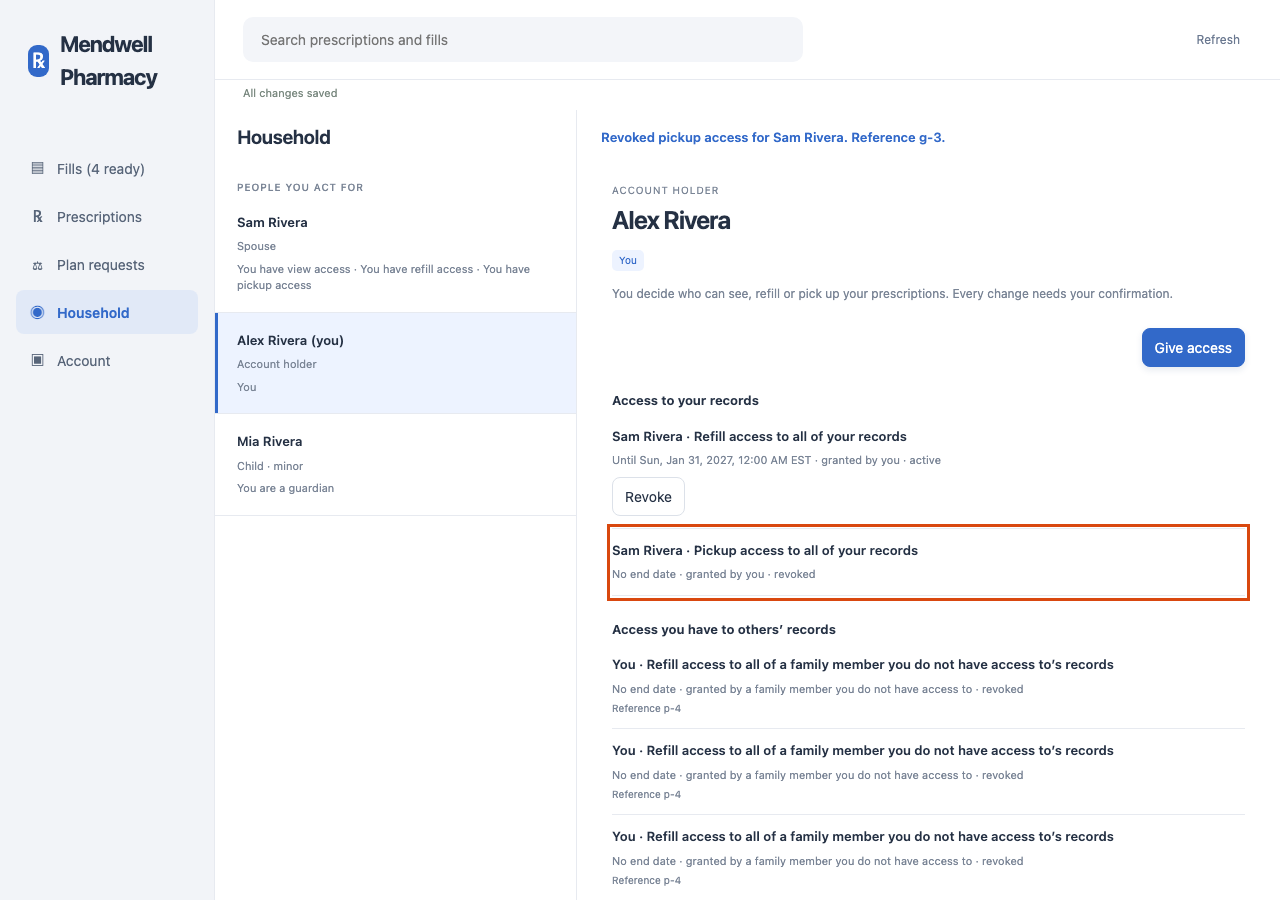 Mendwell
Pharmacy
Search prescriptions and fills
Refresh
All changes saved
Fills (4 ready)
Prescriptions
Plan requests
Household
Account
Household
PEOPLE YOU ACT FOR
Sam Rivera
Spouse
You have view access · You have refill access · You have
pickup access
Alex Rivera (you)
Account holder
You
Mia Rivera
Child · minor
You are a guardian
Revoked pickup access for Sam Rivera. Reference g-3.
ACCOUNT HOLDER
Alex Rivera
You
You decide who can see, refill or pick up your prescriptions. Every change needs your confirmation.
Give access
Access to your records
Sam Rivera · Refill access to all of your records
Until Sun, Jan 31, 2027, 12:00 AM EST · granted by you · active
Revoke
Sam Rivera · Pickup access to all of your records
No end date · granted by you · revoked
Access you have to others’ records
You · Refill access to all of a family member you do not have access to’s records
No end date · granted by a family member you do not have access to · revoked
Reference p-4
You · Refill access to all of a family member you do not have access to’s records
No end date · granted by a family member you do not have access to · revoked
Reference p-4
You · Refill access to all of a family member you do not have access to’s records
No end date · granted by a family member you do not have access to · revoked
Reference p-4